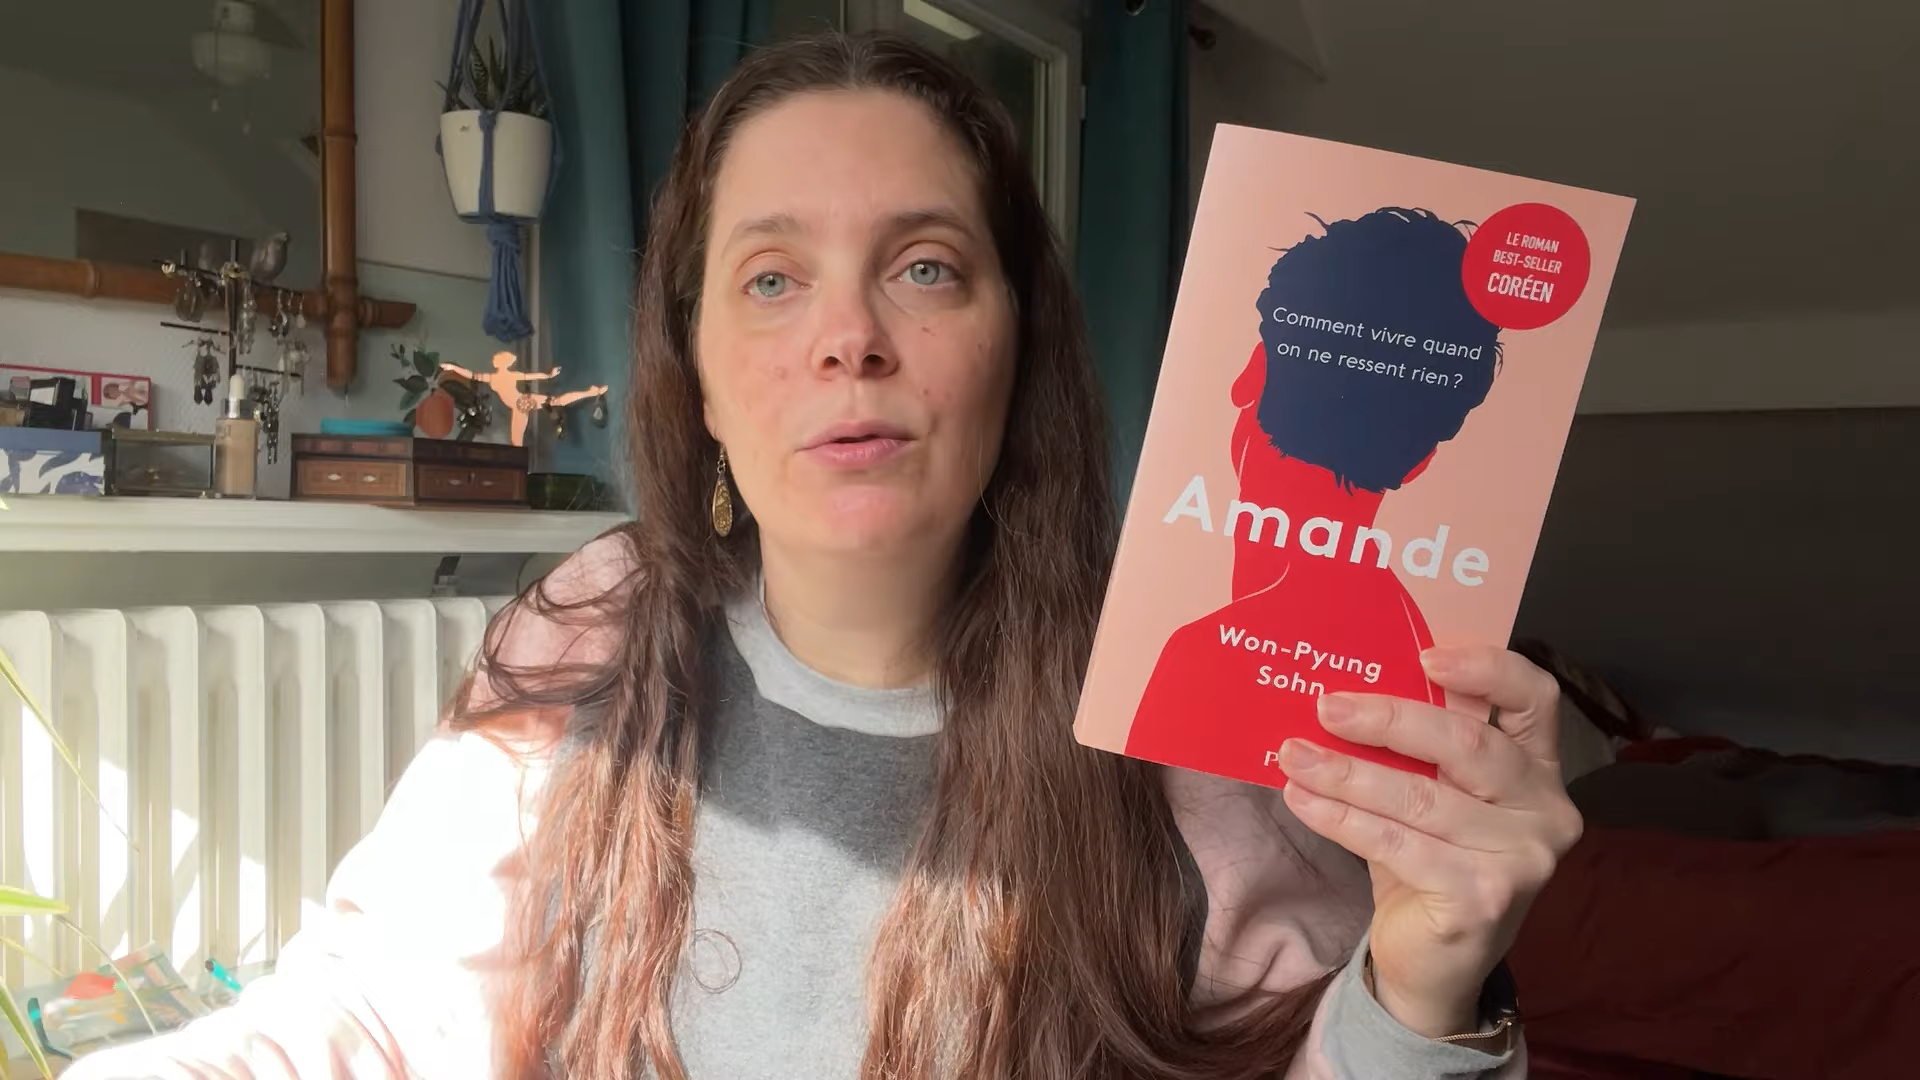 LE ROMAN
BEST-SELLER
CORÉEN
Comment vivre quand
on ne ressent rien ?
Amande
Won-Pyung
Sohn